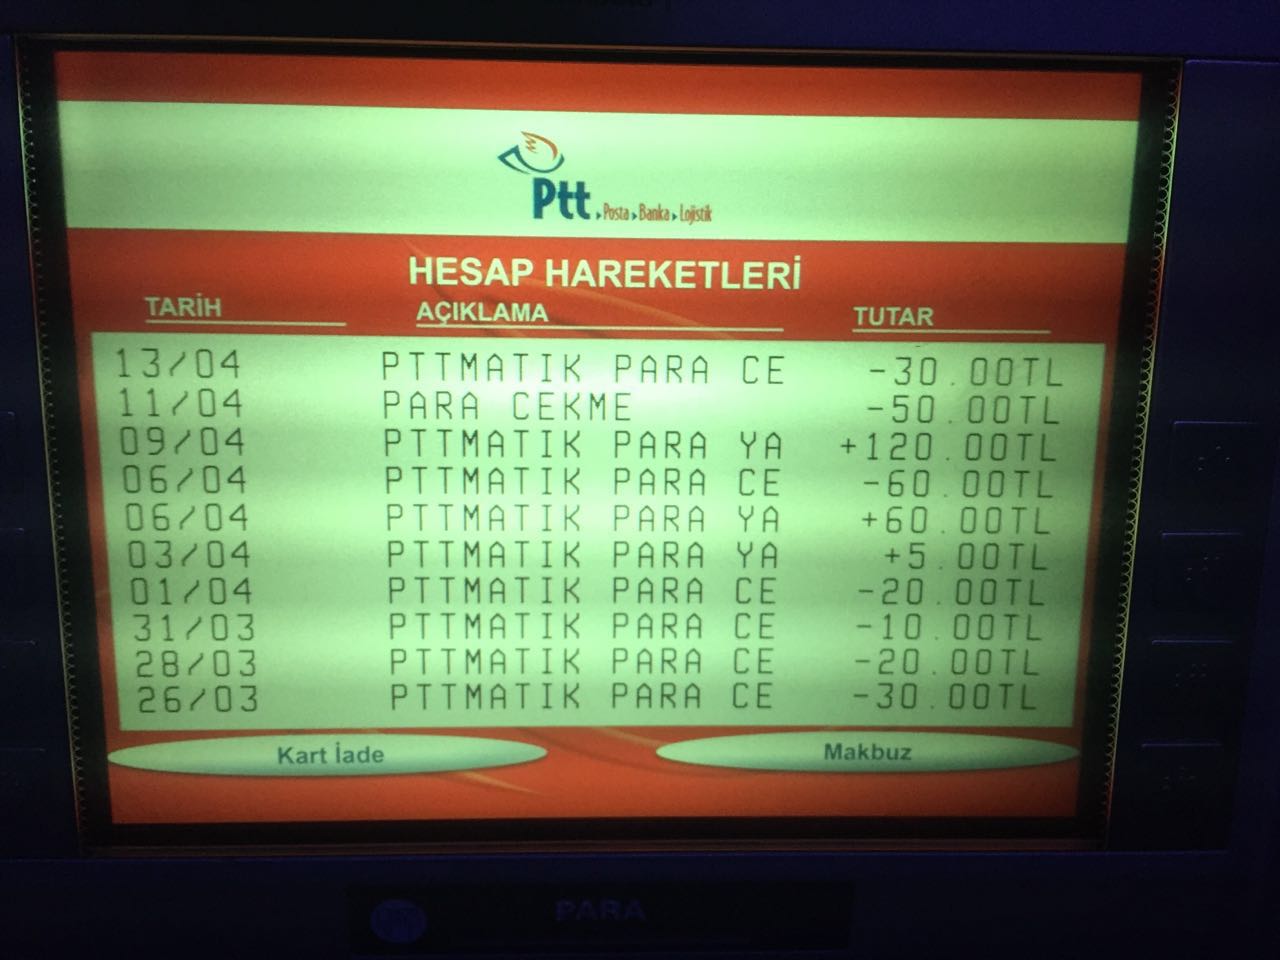 Ptt Posta Banka Lojistik
HESAP HAREKETLERİ
TARİH AÇIKLAMA TUTAR
13/04 PTTMATIK PARA CE -30.00TL
11/04 PARA CEKME -50.00TL
09/04 PTTMATIK PARA YA +120.00TL
06/04 PTTMATIK PARA CE -60.00TL
06/04 PTTMATIK PARA YA +60.00TL
03/04 PTTMATIK PARA YA +5.00TL
01/04 PTTMATIK PARA CE -20.00TL
31/03 PTTMATIK PARA CE -10.00TL
28/03 PTTMATIK PARA CE -20.00TL
26/03 PTTMATIK PARA CE -30.00TL
Kart İade Makbuz
PARA